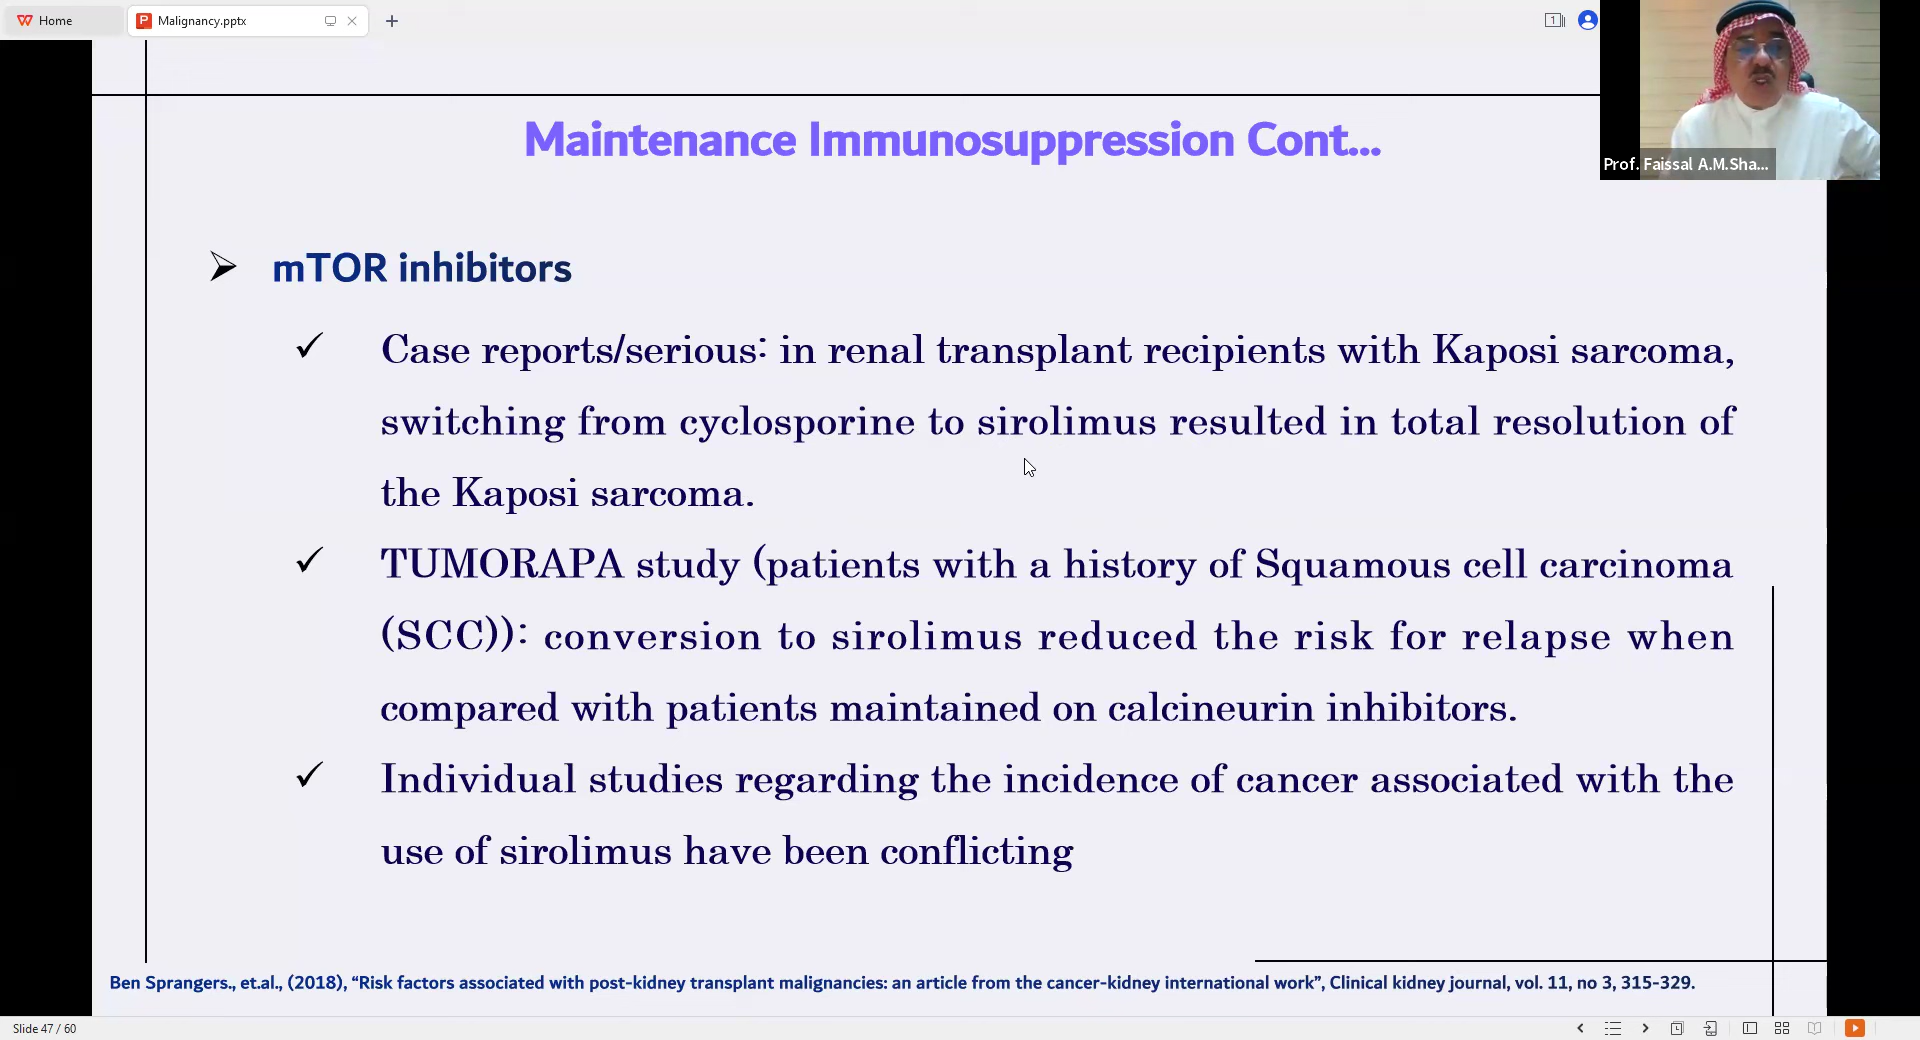 Home
Malignancy.pptx
1
Prof. Faissal A.M.Sha...
Maintenance Immunosuppression Cont...
mTOR inhibitors
Case reports/serious: in renal transplant recipients with Kaposi sarcoma,
switching from cyclosporine to sirolimus resulted in total resolution of
the Kaposi sarcoma.
TUMORAPA study (patients with a history of Squamous cell carcinoma
(SCC)): conversion to sirolimus reduced the risk for relapse when
compared with patients maintained on calcineurin inhibitors.
Individual studies regarding the incidence of cancer associated with the
use of sirolimus have been conflicting
Ben Sprangers., et.al., (2018), “Risk factors associated with post-kidney transplant malignancies: an article from the cancer-kidney international work”, Clinical kidney journal, vol. 11, no 3, 315-329.
Slide 47 / 60